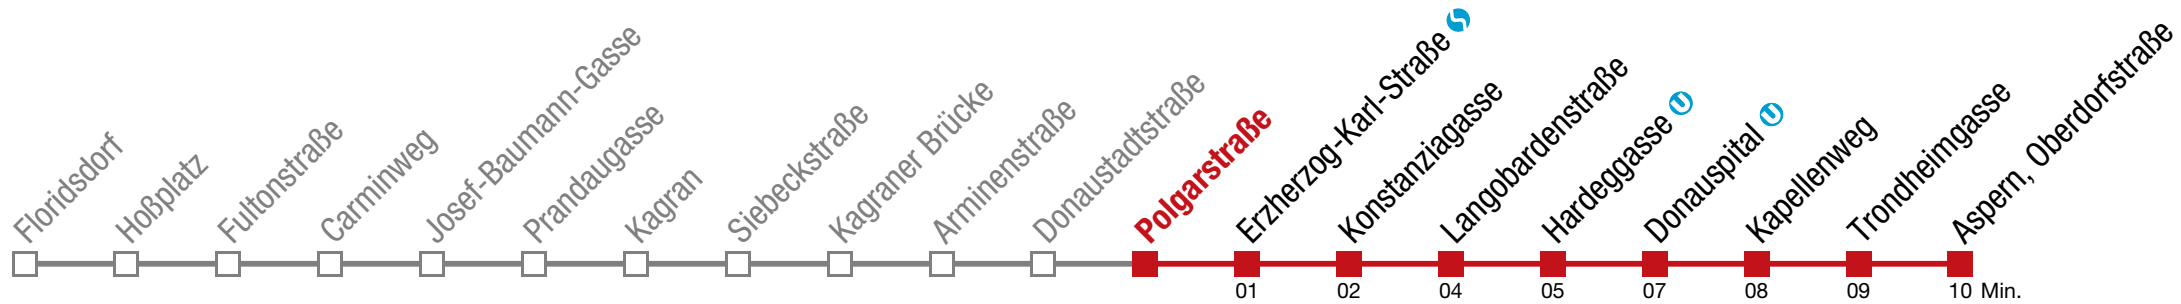 Floridsdorf
Hoßplatz
Fultonstraße
Carminweg
Josef-Baumann-Gasse
Prandaugasse
Kagran
Siebeckstraße
Kagraner Brücke
Arminenstraße
Donaustadtstraße
Polgarstraße
Erzherzog-Karl-Straße S
Konstanziagasse
Langobardenstraße
Hardeggasse U
Donauspital U
Kapellenweg
Trondheimgasse
Aspern, Oberdorfstraße
01 02 04 05 07 08 09 10 Min.